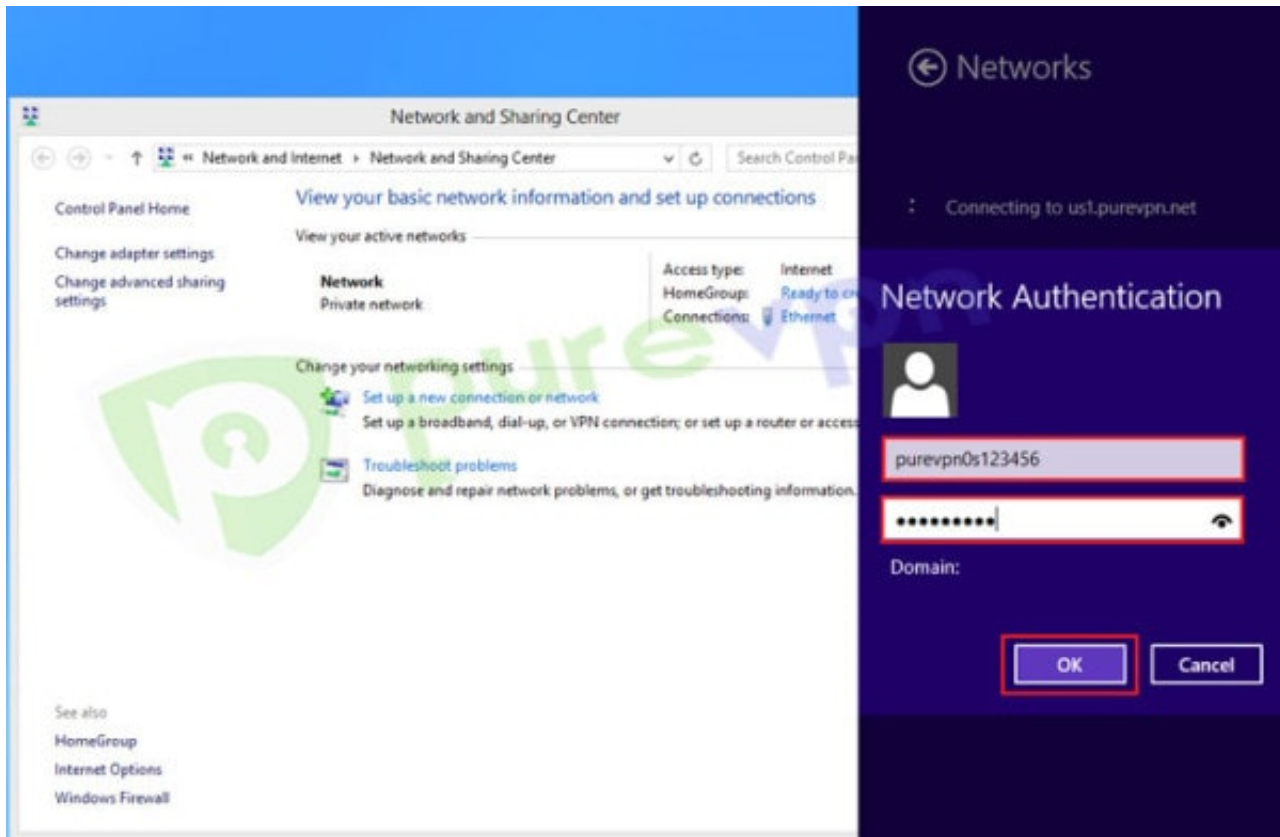 Network and Sharing Center
« Network and Internet ▸ Network and Sharing Center
Search Control Pa
Control Panel Home
Change adapter settings
Change advanced sharing
settings
View your basic network information and set up connections
View your active networks
Network
Private network
Access type: Internet
HomeGroup: Ready to cr
Connections: Ethernet
Change your networking settings
Set up a new connection or network
Set up a broadband, dial-up, or VPN connection; or set up a router or access
Troubleshoot problems
Diagnose and repair network problems, or get troubleshooting information.
See also
HomeGroup
Internet Options
Windows Firewall
purevpn
Networks
Connecting to us1.purevpn.net
Network Authentication
purevpn0s123456
•••••••••
Domain:
OK
Cancel